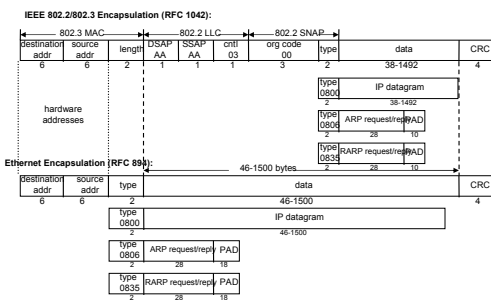 IEEE 802.2/802.3 Encapsulation (RFC 1042):
802.3 MAC 802.2 LLC 802.2 SNAP
destination addr source addr length DSAP AA SSAP AA cntl 03 org code 00 type data CRC
6 6 2 1 1 1 3 2 38-1492 4
type 0800 IP datagram
2 38-1492
hardware addresses
type 0806 ARP request/reply PAD
2 28 10
type 0835 RARP request/reply PAD
2 28 10
Ethernet Encapsulation (RFC 894): 46-1500 bytes
destination addr source addr type data CRC
6 6 2 46-1500 4
type 0800 IP datagram
2 46-1500
type 0806 ARP request/reply PAD
2 28 18
type 0835 RARP request/reply PAD
2 28 18